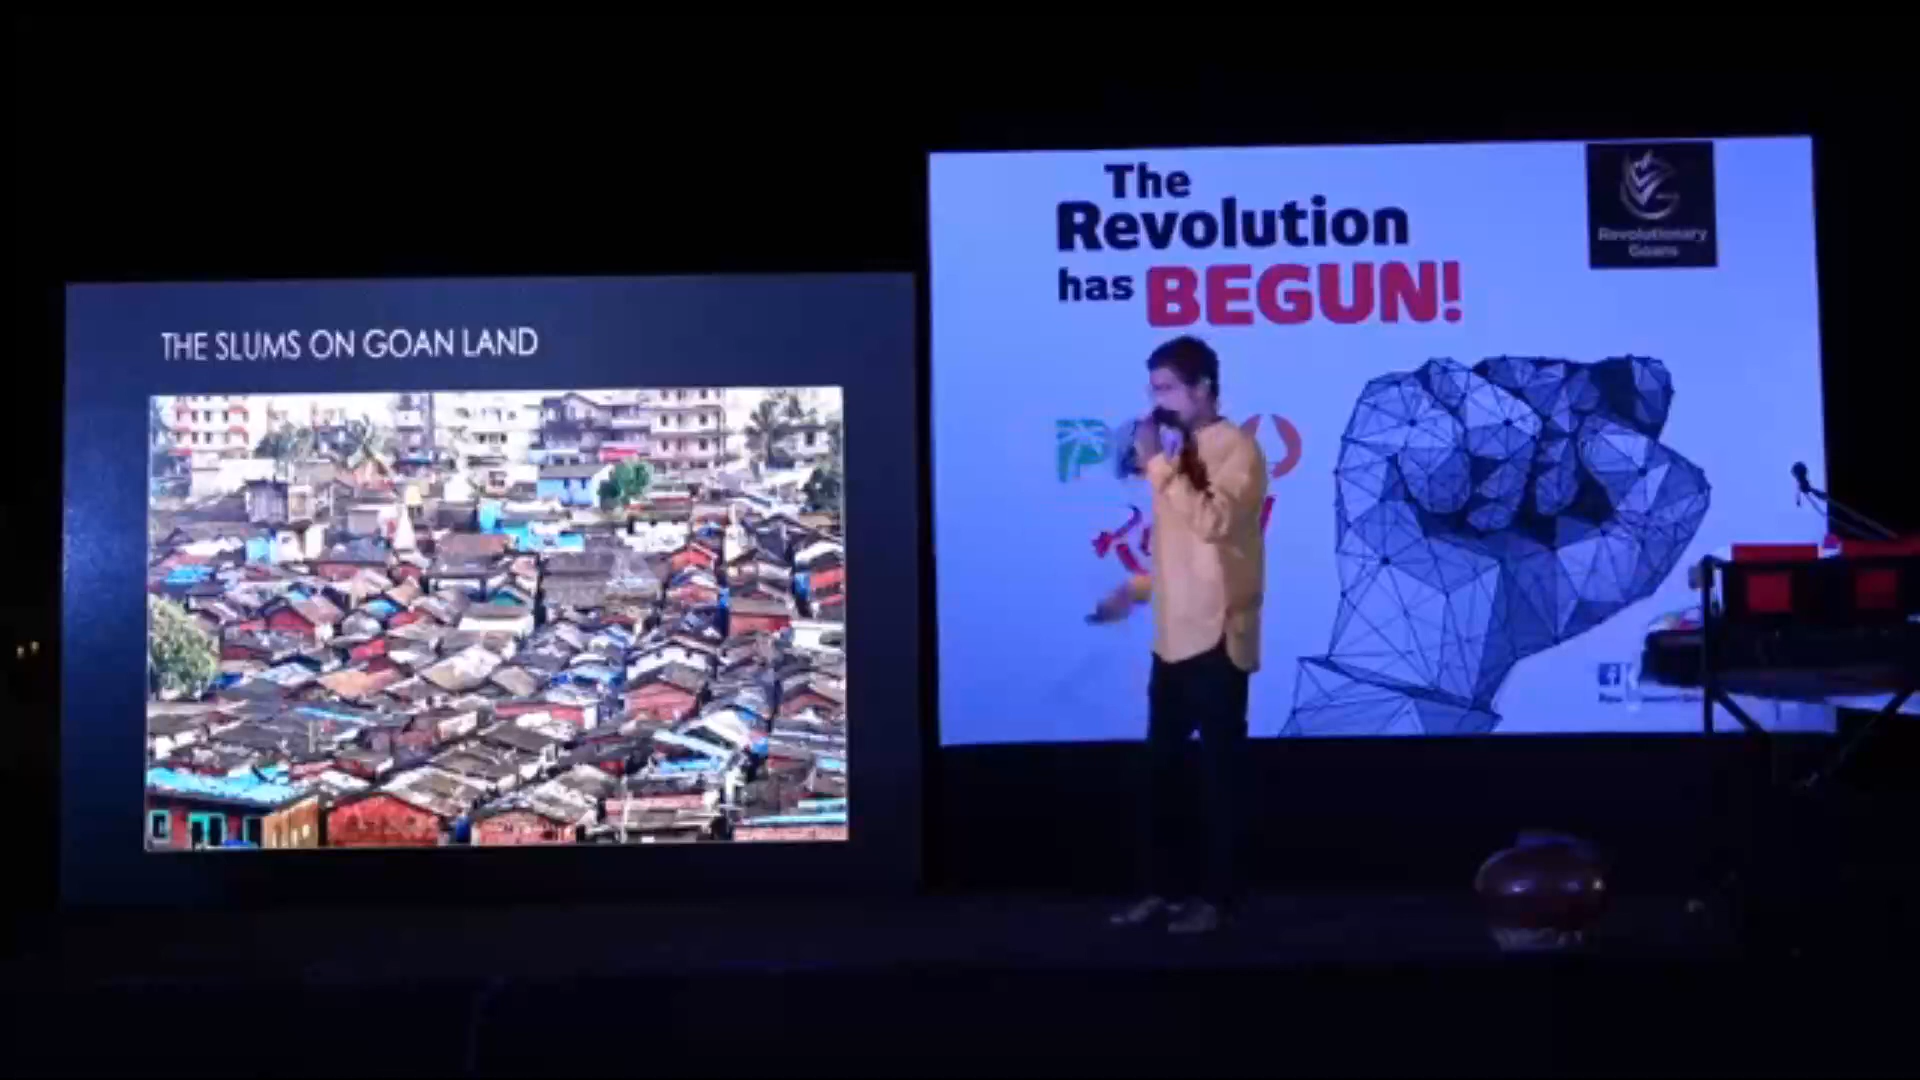 THE SLUMS ON GOAN LAND
The
Revolution
has BEGUN!
Revolutionary
Goans